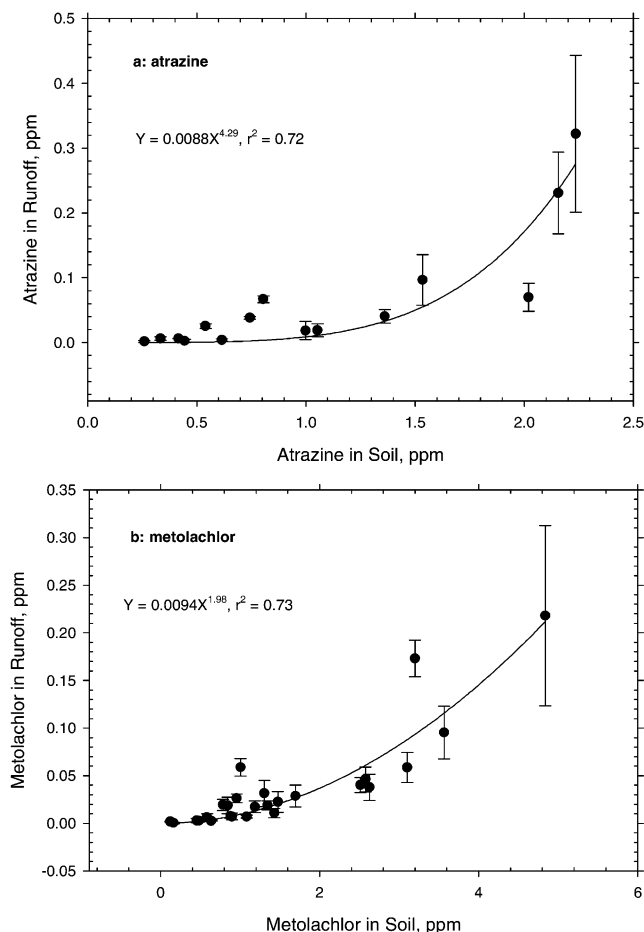 0.5
a: atrazine
0.4
Y = 0.0088X^4.29, r^2 = 0.72
0.3
0.2
0.1
0.0
Atrazine in Runoff, ppm
0.0 0.5 1.0 1.5 2.0 2.5
Atrazine in Soil, ppm
0.35
b: metolachlor
0.30
0.25
Y = 0.0094X^1.98, r^2 = 0.73
0.20
0.15
0.10
0.05
0.00
-0.05
Metolachlor in Runoff, ppm
0 2 4 6
Metolachlor in Soil, ppm